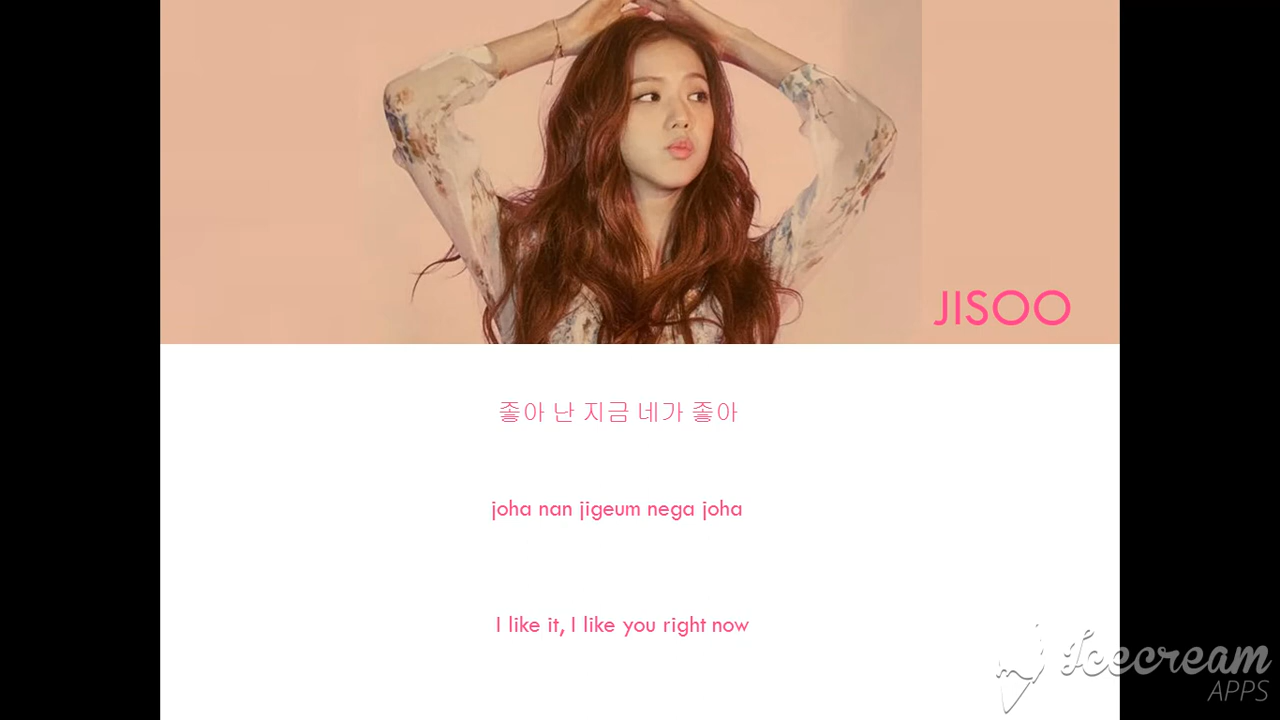 JISOO
좋아 난 지금 네가 좋아
joha nan jigeum nega joha
I like it, I like you right now
Icecream
APPS